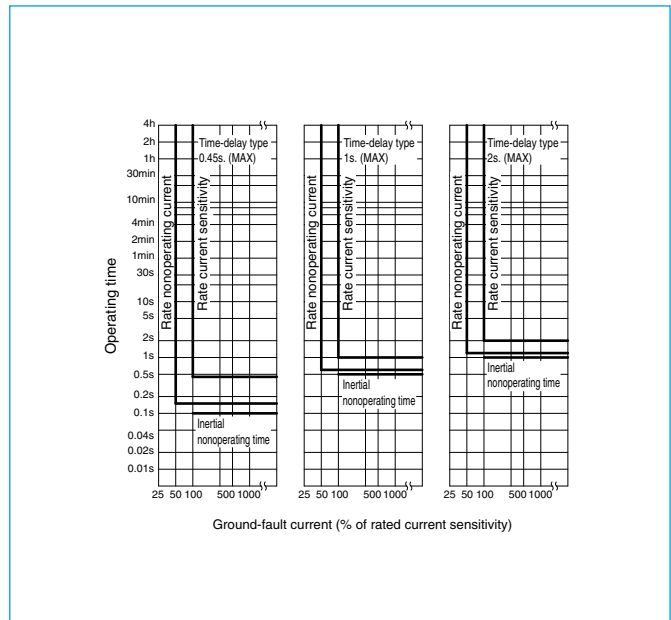 Operating time
4h
2h
1h
30min
10min
4min
2min
1min
30s
10s
5s
2s
1s
0.5s
0.2s
0.1s
0.04s
0.02s
0.01s
Time-delay type
0.45s. (MAX)
Rate nonoperating current
Rate current sensitivity
Inertial
nonoperating time
25 50 100 500 1000
Time-delay type
1s. (MAX)
Rate nonoperating current
Rate current sensitivity
Inertial
nonoperating time
25 50 100 500 1000
Time-delay type
2s. (MAX)
Rate nonoperating current
Rate current sensitivity
Inertial
nonoperating time
25 50 100 500 1000
Ground-fault current (% of rated current sensitivity)